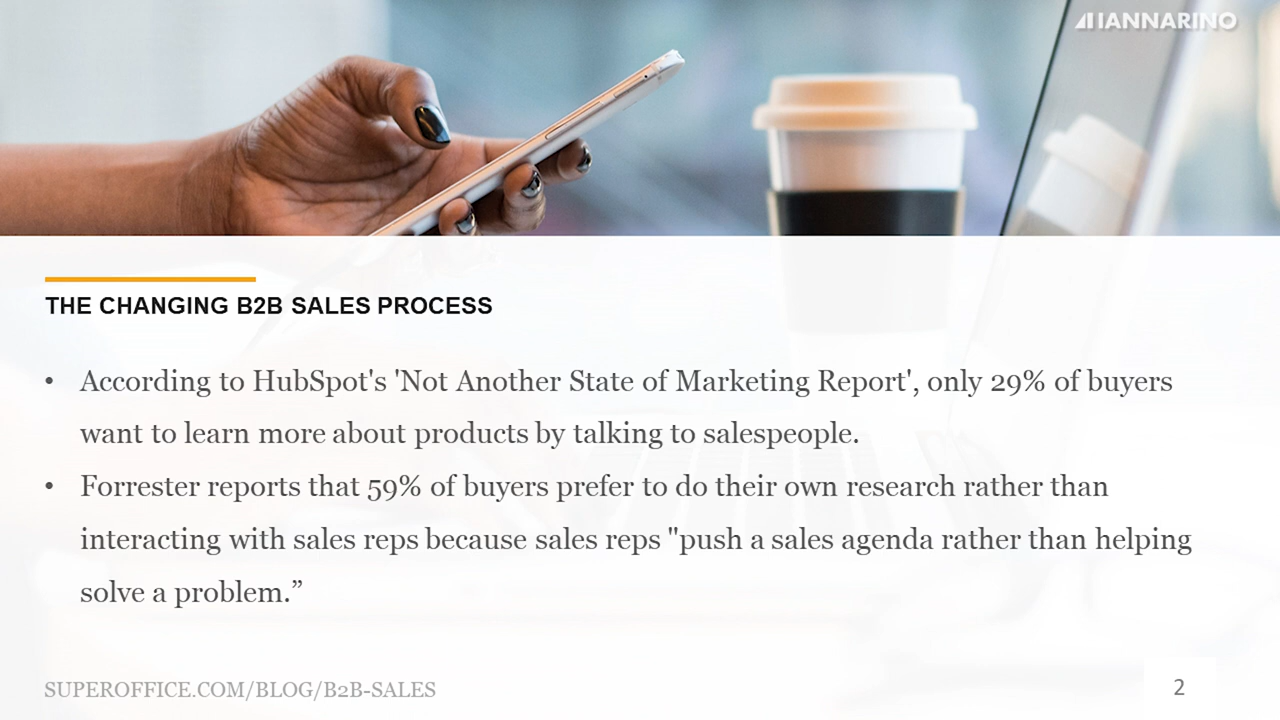 IANNARINO
THE CHANGING B2B SALES PROCESS
• According to HubSpot's 'Not Another State of Marketing Report', only 29% of buyers
want to learn more about products by talking to salespeople.
• Forrester reports that 59% of buyers prefer to do their own research rather than
interacting with sales reps because sales reps "push a sales agenda rather than helping
solve a problem.”
SUPEROFFICE.COM/BLOG/B2B-SALES
2